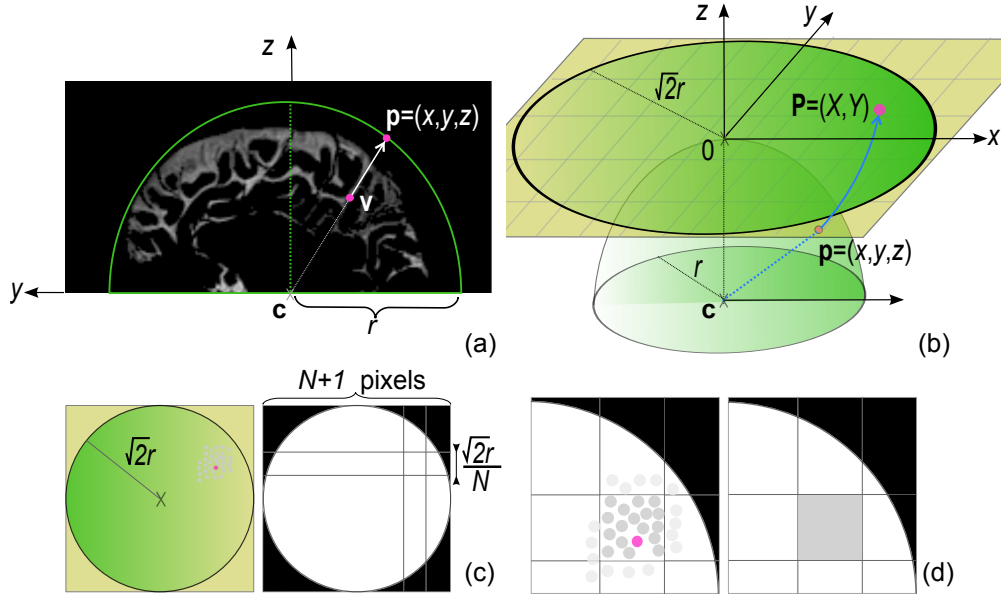 z
p=(x,y,z)
v
y
c
r
(a)
z
y
√2r
P=(X,Y)
0
x
p=(x,y,z)
r
c
(b)
N+1 pixels
√2r
√2r
N
(c)
(d)